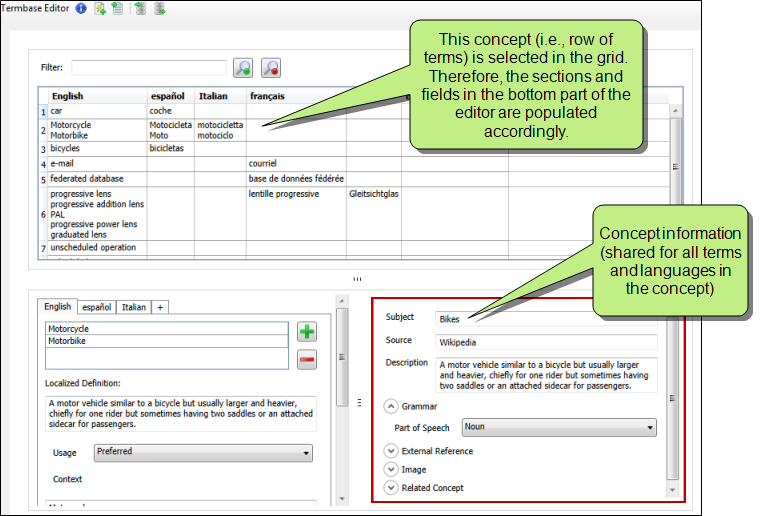 Termbase Editor
This concept (i.e., row of
terms) is selected in the grid.
Therefore, the sections and
fields in the bottom part of the
editor are populated
accordingly.
Filter:
English español Italian français
1 car coche
2 Motorcycle Motocicleta motocicletta
Motorbike Moto motociclo
3 bicycles bicicletas
4 e-mail courriel
5 federated database base de données fédérée
progressive lens lentille progressive Gleitsichtglas
progressive addition lens
6 PAL
progressive power lens
graduated lens
7 unscheduled operation
Concept information
(shared for all terms
and languages in
the concept)
English español Italian +
Motorcycle
Motorbike
Localized Definition:
A motor vehicle similar to a bicycle but usually larger and heavier,
chiefly for one rider but sometimes having two saddles or an attached
sidecar for passengers.
Usage Preferred
Context
Subject Bikes
Source Wikipedia
Description A motor vehicle similar to a bicycle but usually larger
and heavier, chiefly for one rider but sometimes having
two saddles or an attached sidecar for passengers.
Grammar
Part of Speech Noun
External Reference
Image
Related Concept